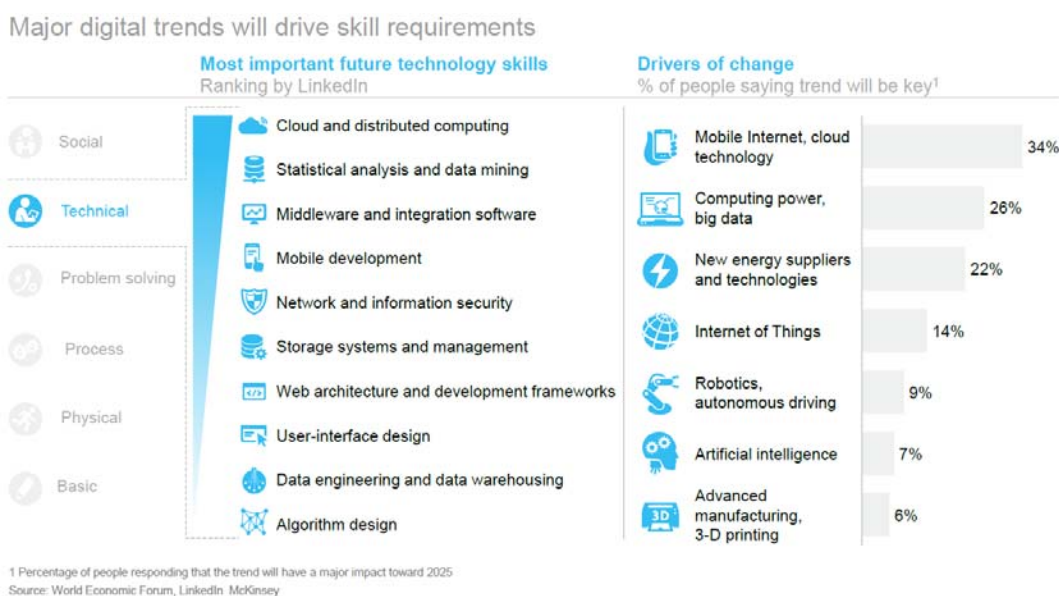 Major digital trends will drive skill requirements
Most important future technology skills
Ranking by LinkedIn
Drivers of change
% of people saying trend will be key1
Social
Technical
Problem solving
Process
Physical
Basic
Cloud and distributed computing
Statistical analysis and data mining
Middleware and integration software
Mobile development
Network and information security
Storage systems and management
</>
Web architecture and development frameworks
User-interface design
Data engineering and data warehousing
Algorithm design
Mobile Internet, cloud
technology
34%
Computing power,
big data
26%
New energy suppliers
and technologies
22%
Internet of Things
14%
Robotics,
autonomous driving
9%
Artificial intelligence
7%
3D
Advanced
manufacturing,
3-D printing
6%
1 Percentage of people responding that the trend will have a major impact toward 2025
Source: World Economic Forum, LinkedIn McKinsey